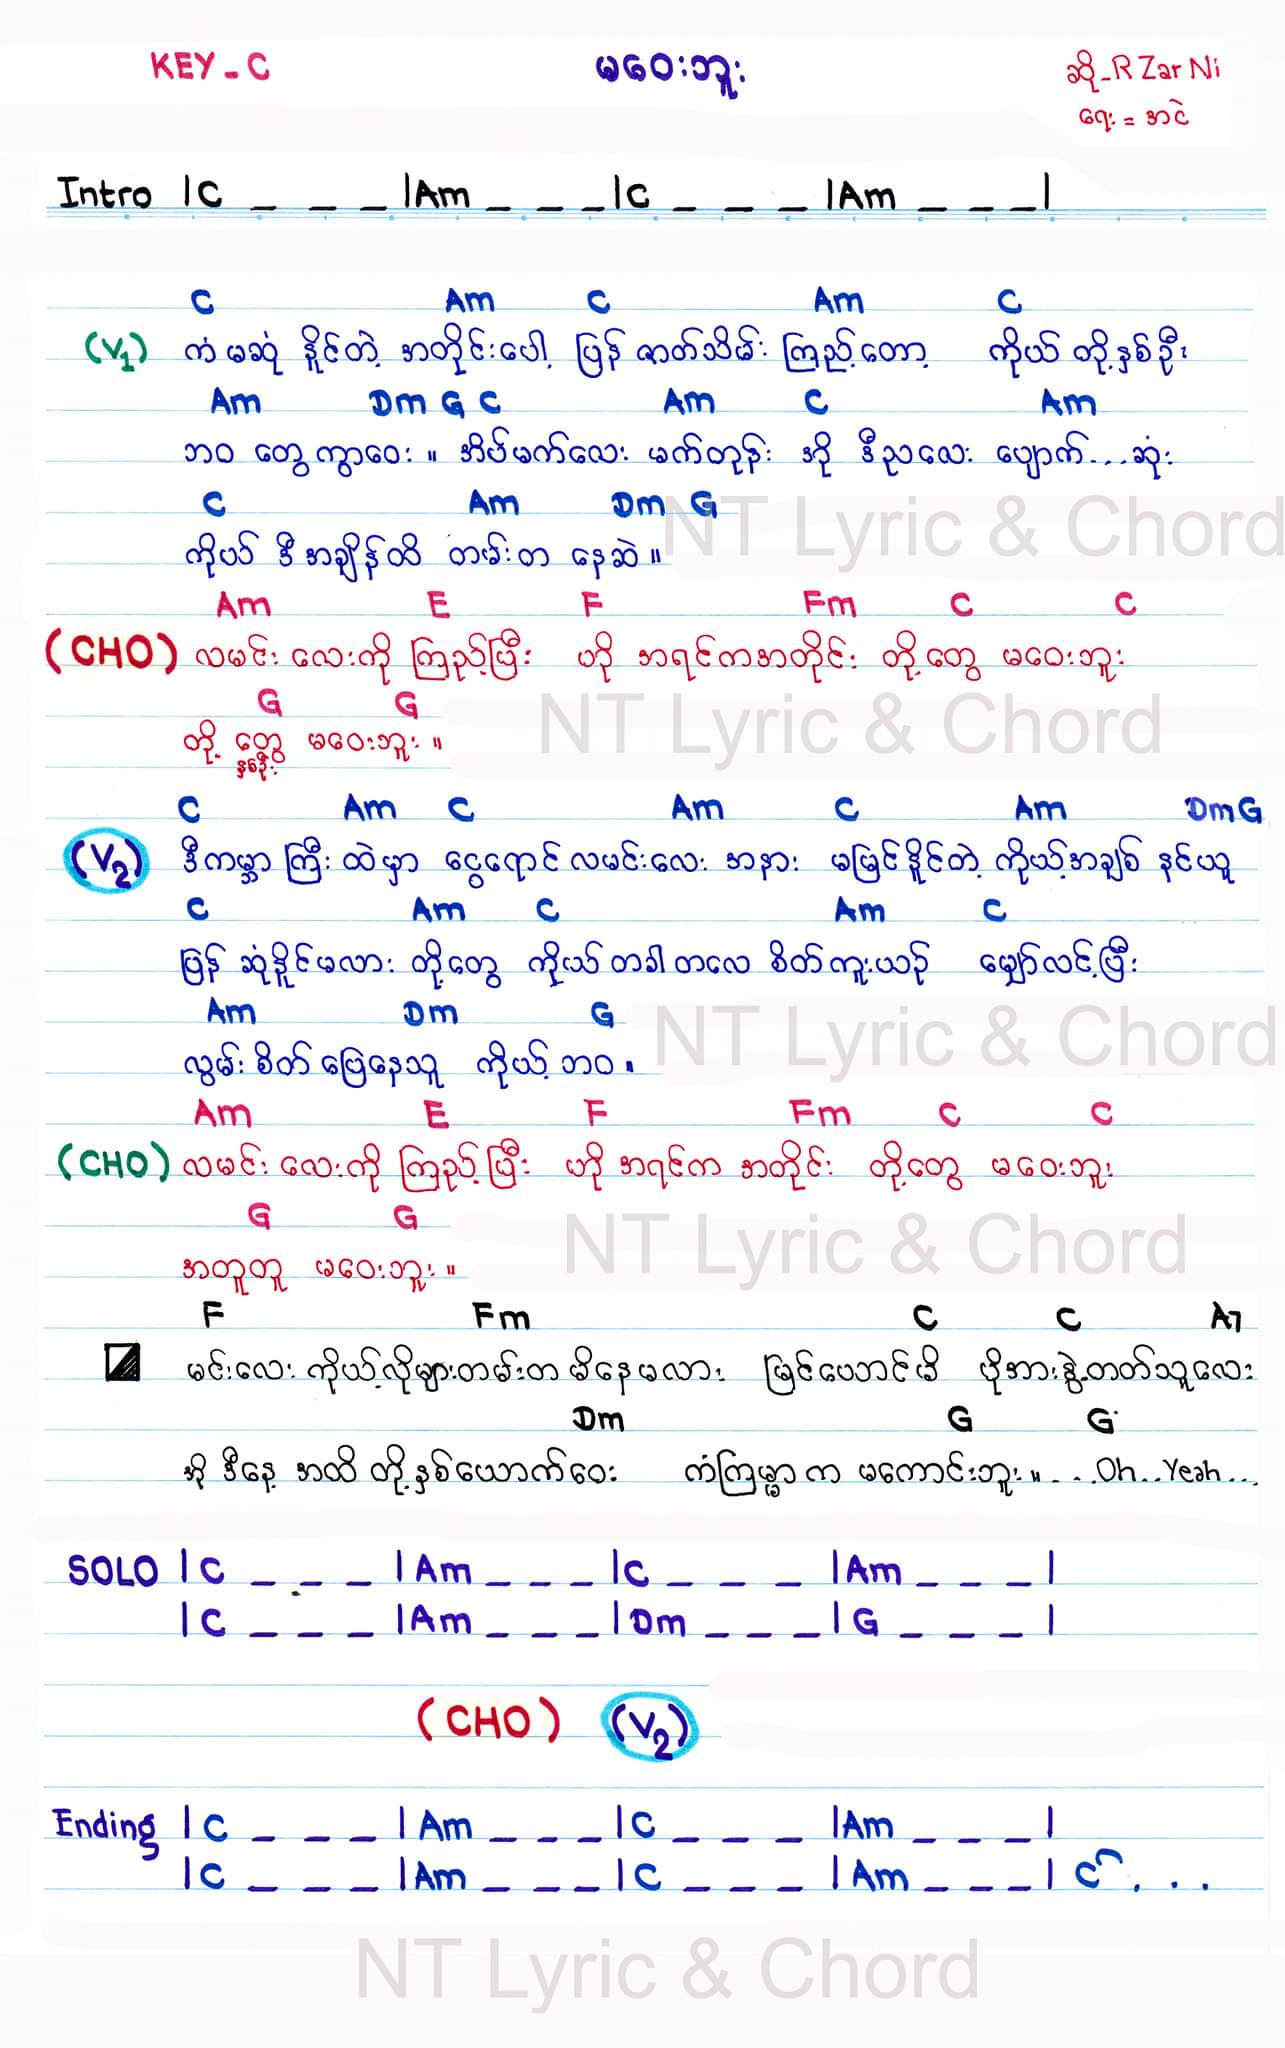 KEY - C
မဝေးဘူး
ဆို - R Zar Ni
ရေး = အငဲ
Intro |C _ _ _ |Am _ _ _ |C _ _ _ |Am _ _ _ |
C Am C Am C
(V1) ကံမဆုံ နိူင်တဲ့ အတိုင်းပေါ့ ပြန် ဇာတ်သိမ်း ကြည့်တော့ ကိုယ် တို့နှစ်ဦး
Am Dm G C Am C Am
ဘဝ တွေကွာဝေး ။ အိပ်မက်လေး မက်တုန်း အို ဒီညလေး ပျောက်...ဆုံး
C Am Dm G
NT Lyric & Chord
ကိုယ် ဒီအချိန်ထိ တမ်းတ နေဆဲ ။
Am E F Fm C C
(CHO) လမင်း လေးကို ကြည့်ပြီး ဟို အရင်ကအတိုင်း တို့တွေ မဝေးဘူး
G G
NT Lyric & Chord
တို့ တွေ မဝေးဘူး ။
နှစ်ဦး
C Am C Am C Am Dm G
(V2) ဒီကမ္ဘာကြီးထဲမှာ ငွေရောင်လမင်းလေး အနား မမြင်နိူင်တဲ့ ကိုယ့်အချစ် နင်ယူ
C Am C Am C
ပြန် ဆုံနိူင်မလား တို့တွေ ကိုယ် တခါတလေ စိတ်ကူးယဉ် မျှော်လင့်ပြီး
Am Dm G
NT Lyric & Chord
လွမ်းစိတ်ဖြေနေသူ ကိုယ့်ဘဝ ။
Am E F Fm C C
(CHO) လမင်း လေးကို ကြည့်ပြီး ဟို အရင်က အတိုင်း တို့တွေ မဝေးဘူး
G G
NT Lyric & Chord
အတူတူ မဝေးဘူး ။
F Fm C C A7
မင်းလေး ကိုယ့်လိုများတမ်းတ မိနေမလား မြင်ယောင်မိ ပိုအားနွဲ့တတ်သူလေး
Dm G G
အို ဒီနေ့ အထိ တို့နှစ်ယောက်ဝေး ကံကြမ္မာက မကောင်းဘူး ။....Oh..Yeah...
SOLO |C _ _ _ |Am _ _ _ |C _ _ _ |Am _ _ _ |
|C _ _ _ |Am _ _ _ |Dm _ _ _ |G _ _ _ |
(CHO) (V2)
Ending |C _ _ _ |Am _ _ _ |C _ _ _ |Am _ _ _ |
|C _ _ _ |Am _ _ _ |C _ _ _ |Am _ _ _ | C . . .
NT Lyric & Chord